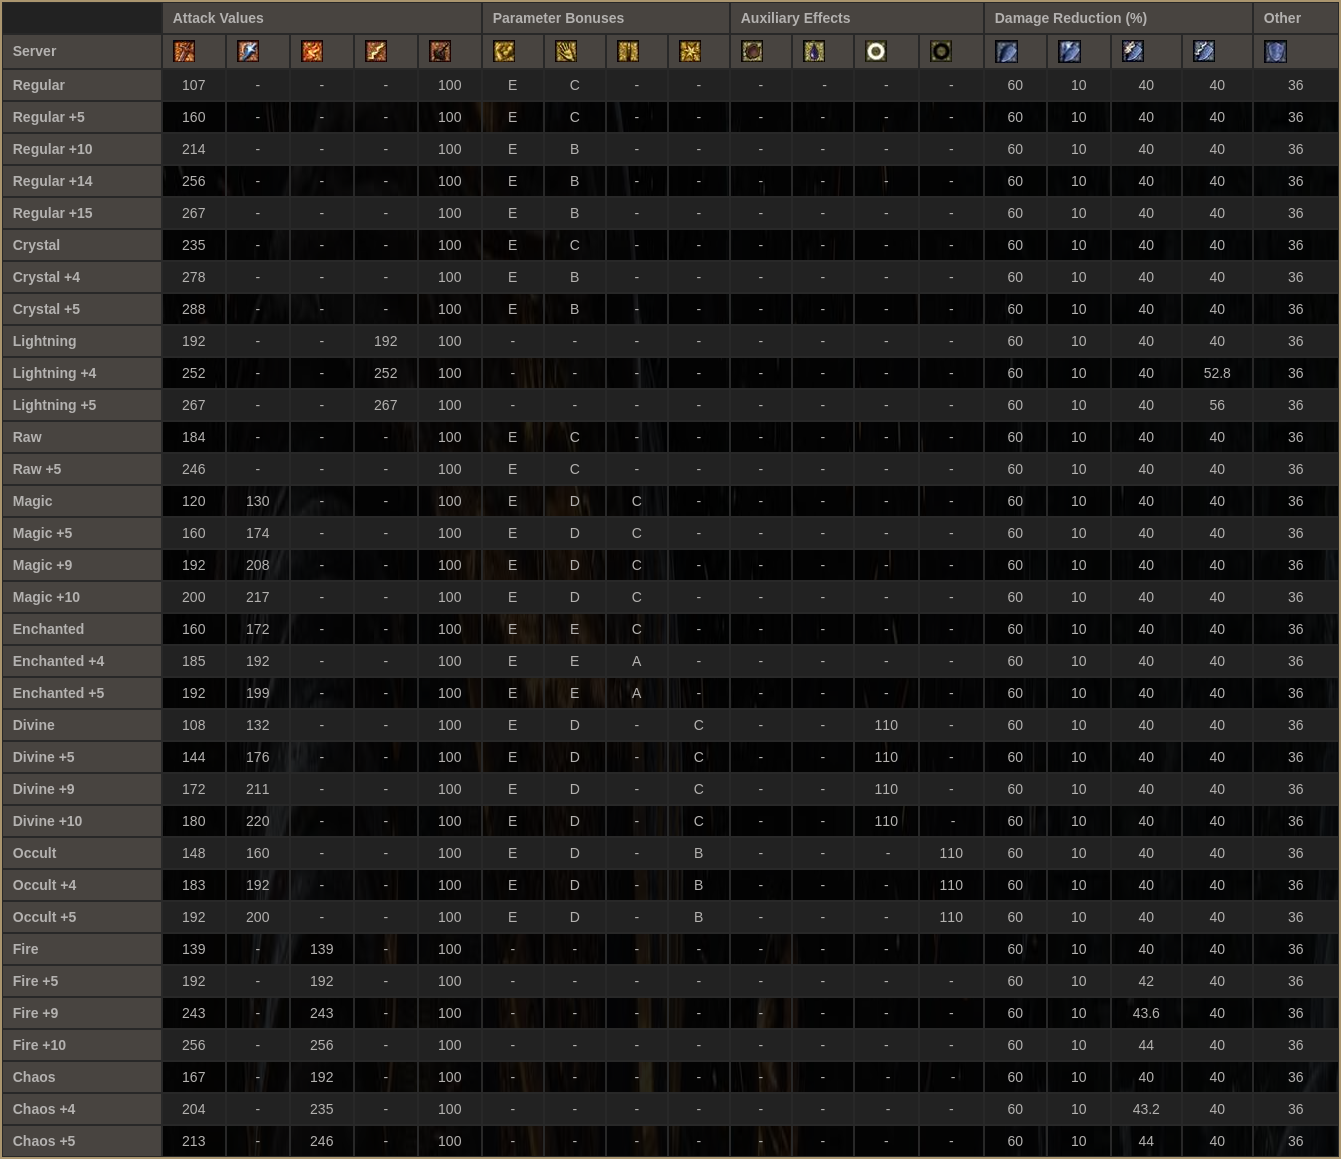 Attack Values Parameter Bonuses Auxiliary Effects Damage Reduction (%) Other
Server
Regular 107 - - - 100 E C - - - - - - 60 10 40 40 36
Regular +5 160 - - - 100 E C - - - - - - 60 10 40 40 36
Regular +10 214 - - - 100 E B - - - - - - 60 10 40 40 36
Regular +14 256 - - - 100 E B - - - - - - 60 10 40 40 36
Regular +15 267 - - - 100 E B - - - - - - 60 10 40 40 36
Crystal 235 - - - 100 E C - - - - - - 60 10 40 40 36
Crystal +4 278 - - - 100 E B - - - - - - 60 10 40 40 36
Crystal +5 288 - - - 100 E B - - - - - - 60 10 40 40 36
Lightning 192 - - 192 100 - - - - - - - - 60 10 40 40 36
Lightning +4 252 - - 252 100 - - - - - - - - 60 10 40 52.8 36
Lightning +5 267 - - 267 100 - - - - - - - - 60 10 40 56 36
Raw 184 - - - 100 E C - - - - - - 60 10 40 40 36
Raw +5 246 - - - 100 E C - - - - - - 60 10 40 40 36
Magic 120 130 - - 100 E D C - - - - - 60 10 40 40 36
Magic +5 160 174 - - 100 E D C - - - - - 60 10 40 40 36
Magic +9 192 208 - - 100 E D C - - - - - 60 10 40 40 36
Magic +10 200 217 - - 100 E D C - - - - - 60 10 40 40 36
Enchanted 160 172 - - 100 E E C - - - - - 60 10 40 40 36
Enchanted +4 185 192 - - 100 E E A - - - - - 60 10 40 40 36
Enchanted +5 192 199 - - 100 E E A - - - - - 60 10 40 40 36
Divine 108 132 - - 100 E D - C - - 110 - 60 10 40 40 36
Divine +5 144 176 - - 100 E D - C - - 110 - 60 10 40 40 36
Divine +9 172 211 - - 100 E D - C - - 110 - 60 10 40 40 36
Divine +10 180 220 - - 100 E D - C - - 110 - 60 10 40 40 36
Occult 148 160 - - 100 E D - B - - - 110 60 10 40 40 36
Occult +4 183 192 - - 100 E D - B - - - 110 60 10 40 40 36
Occult +5 192 200 - - 100 E D - B - - - 110 60 10 40 40 36
Fire 139 - 139 - 100 - - - - - - - 60 10 40 40 36
Fire +5 192 - 192 - 100 - - - - - - - - 60 10 42 40 36
Fire +9 243 - 243 - 100 - - - - - - - - 60 10 43.6 40 36
Fire +10 256 - 256 - 100 - - - - - - - - 60 10 44 40 36
Chaos 167 - 192 - 100 - - - - - - - - 60 10 40 40 36
Chaos +4 204 - 235 - 100 - - - - - - - - 60 10 43.2 40 36
Chaos +5 213 - 246 - 100 - - - - - - - - 60 10 44 40 36